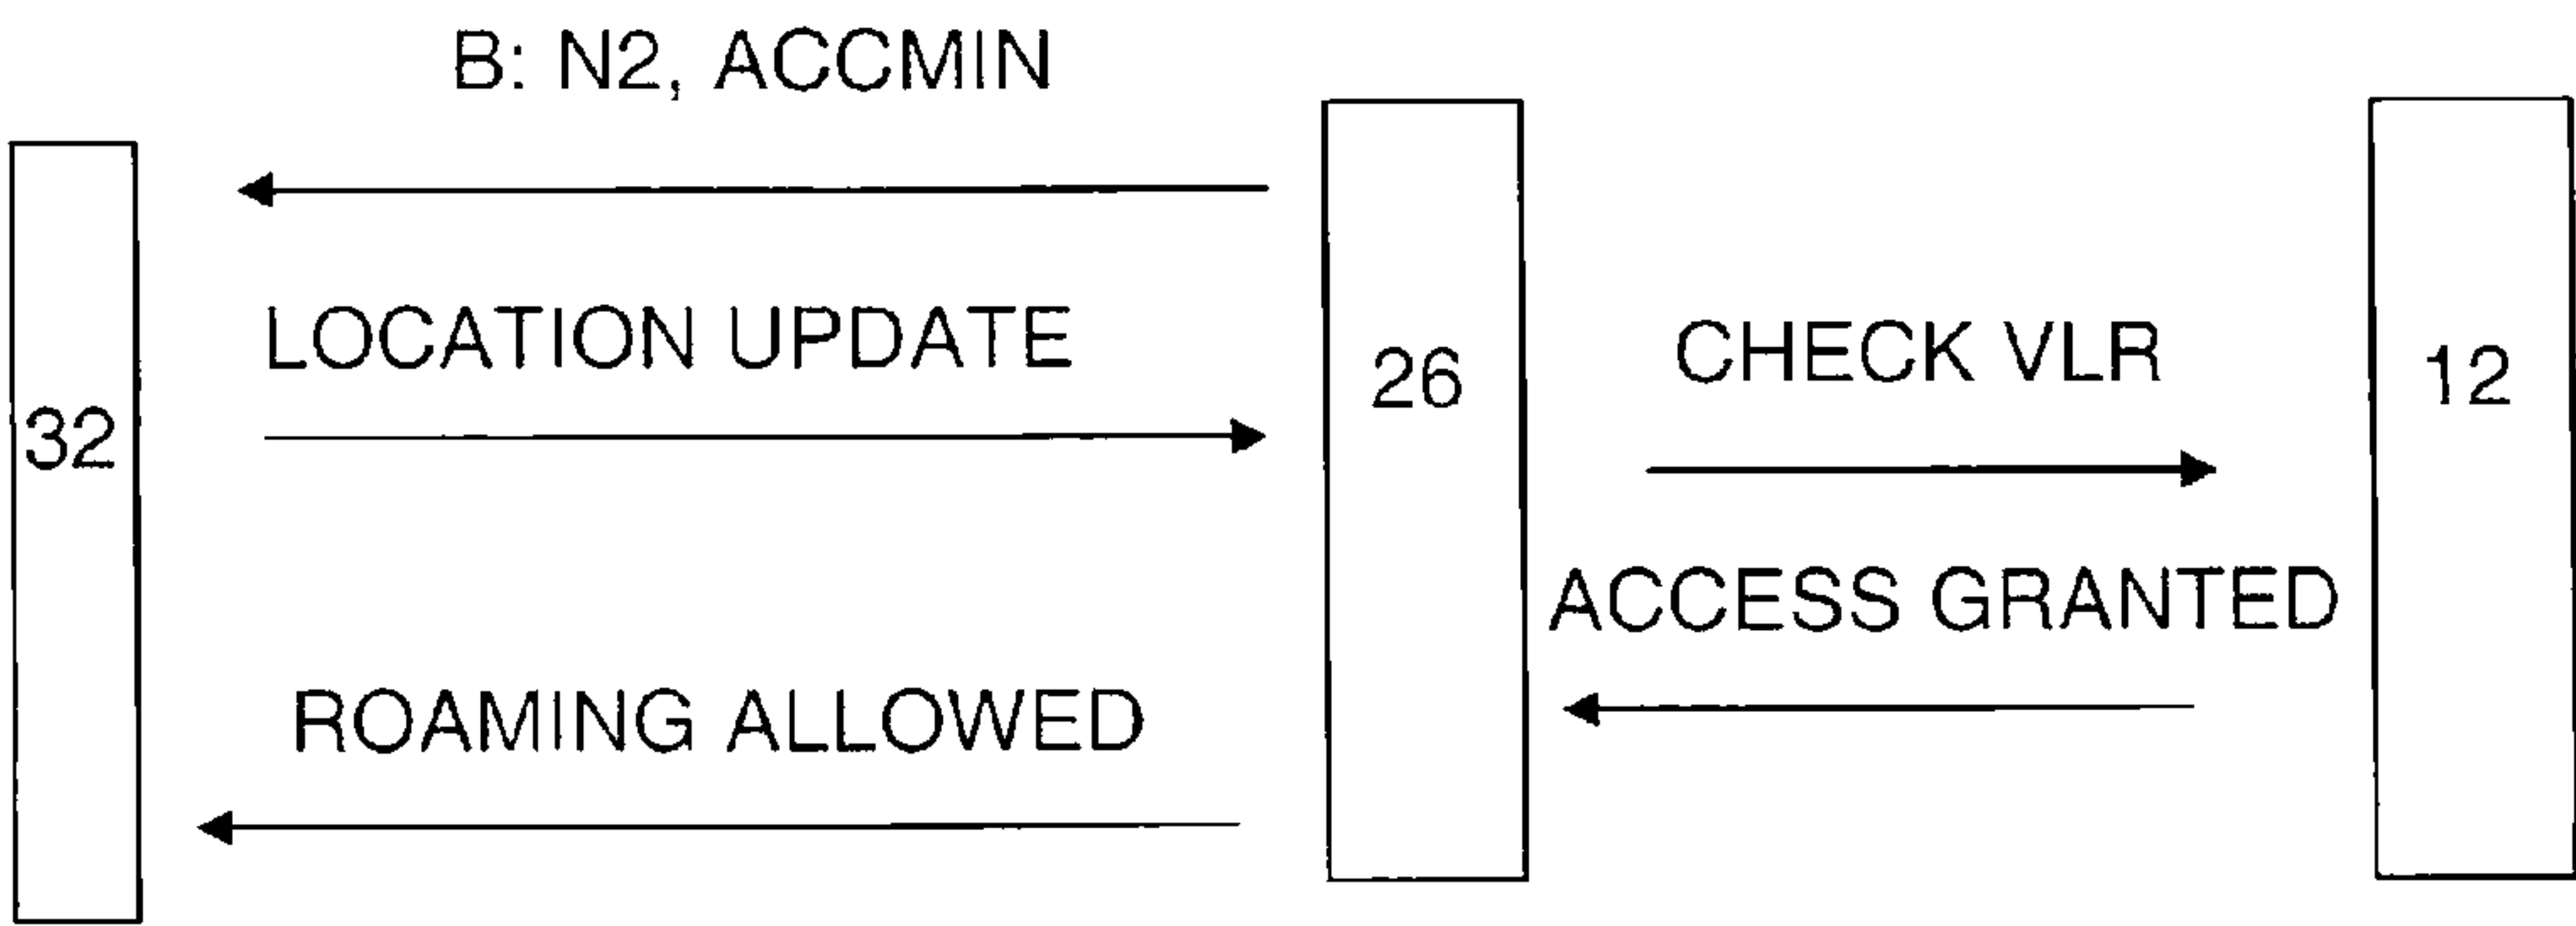 B: N2, ACCMIN
LOCATION UPDATE
CHECK VLR
26
12
32
ACCESS GRANTED
ROAMING ALLOWED